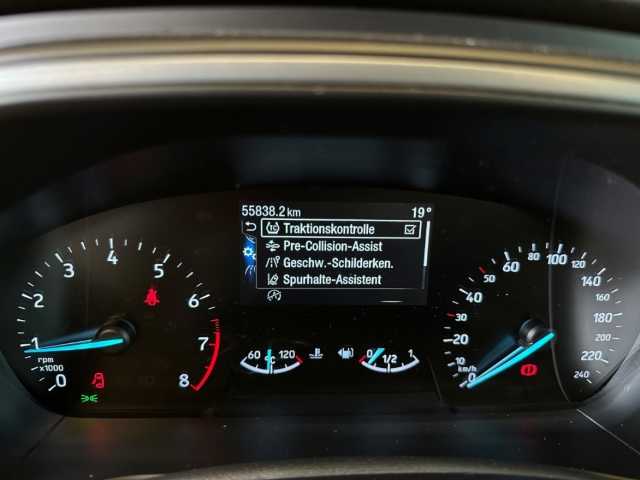 55838.2 km 19°
Traktionskontrolle
Pre-Collision-Assist
Geschw.-Schilderken.
Spurhalte-Assistent
0 1 2 3 4 5 6 7 8
rpm
x1000
60 °C 120
0 1/2 1
0 10 20 30 40 50 60 80 100 120 140 160 180 200 220 240
km/h